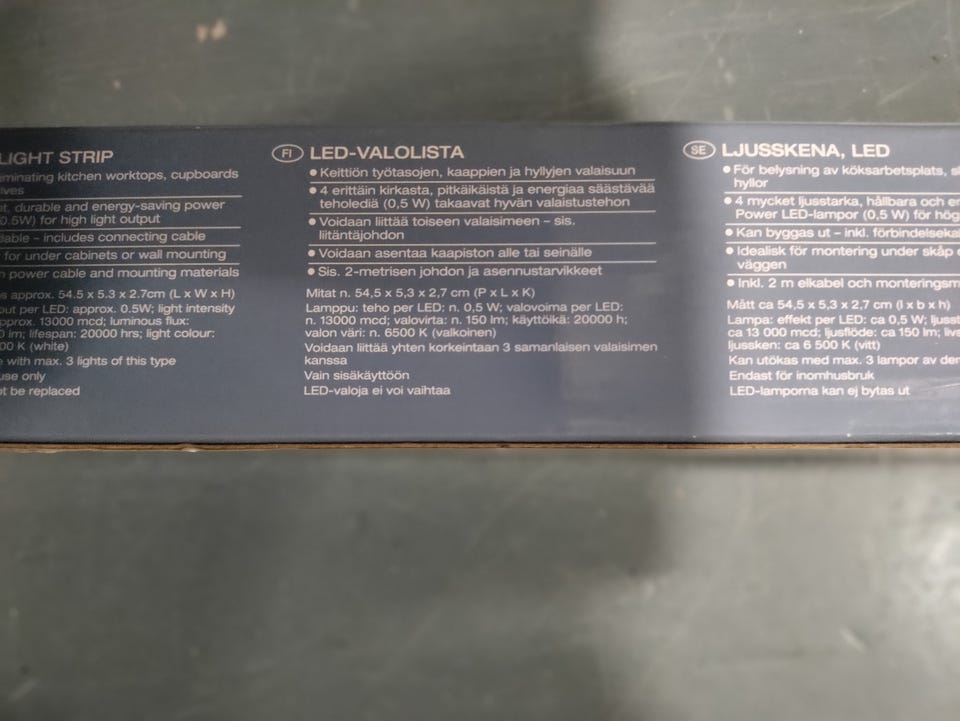 LIGHT STRIP
minating kitchen worktops, cupboards
lves
durable and energy-saving power
0.5W) for high light output
dable – includes connecting cable
for under cabinets or wall mounting
power cable and mounting materials
approx. 54.5 x 5.3 x 2.7cm (L x W x H)
put per LED: approx. 0.5W; light intensity
pprox. 13000 mcd; luminous flux:
0 lm; lifespan: 20000 hrs; light colour:
00 K (white)
e with max. 3 lights of this type
use only
ot be replaced
FI LED-VALOLISTA
• Keittiön työtasojen, kaappien ja hyllyjen valaisuun
• 4 erittäin kirkasta, pitkäikäistä ja energiaa säästävää
teholediä (0,5 W) takaavat hyvän valaistustehon
• Voidaan liittää toiseen valaisimeen – sis.
liitäntäjohdon
• Voidaan asentaa kaapiston alle tai seinälle
• Sis. 2-metrisen johdon ja asennustarvikkeet
Mitat n. 54,5 x 5,3 x 2,7 cm (P x L x K)
Lamppu: teho per LED: n. 0,5 W; valovoima per LED:
n. 13000 mcd; valovirta: n. 150 lm; käyttöikä: 20000 h;
valon väri: n. 6500 K (valkoinen)
Voidaan liittää yhten korkeintaan 3 samanlaisen valaisimen
kanssa
Vain sisäkäyttöön
LED-valoja ei voi vaihtaa
SE LJUSSKENA, LED
• För belysning av köksarbetsplats, sk
hyllor
• 4 mycket ljusstarka, hållbara och en
Power LED-lampor (0,5 W) för hög
• Kan byggas ut – inkl. förbindelseka
• Idealisk för montering under skåp
väggen
• Inkl. 2 m elkabel och monteringsm
Mått ca 54,5 x 5,3 x 2,7 cm (l x b x h)
Lampa: effekt per LED: ca 0,5 W; ljusst
ca 13 000 mcd; ljusflöde: ca 150 lm; livs
ljussken: ca 6 500 K (vitt)
Kan utökas med max. 3 lampor av den
Endast för inomhusbruk
LED-lamporna kan ej bytas ut